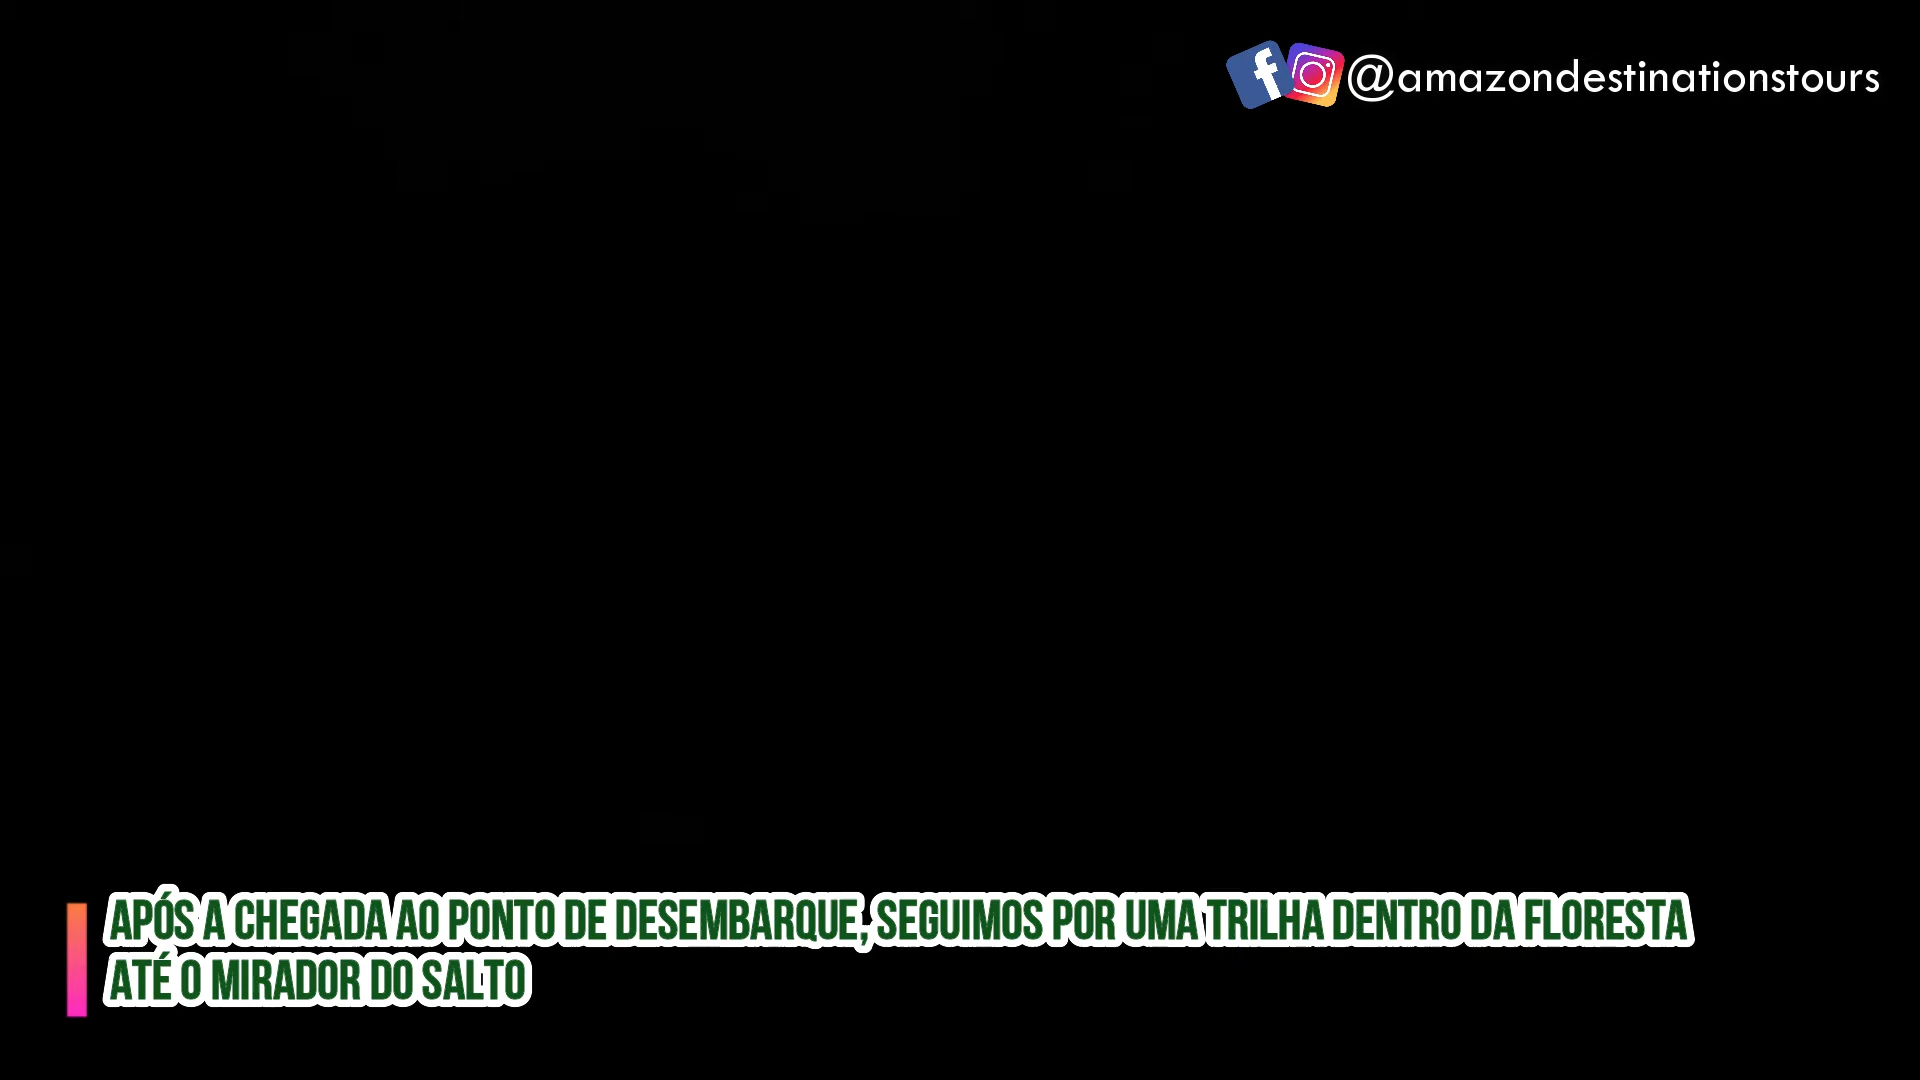 @amazondestinationstours
APÓS A CHEGADA AO PONTO DE DESEMBARQUE, SEGUIMOS POR UMA TRILHA DENTRO DA FLORESTA
ATÉ O MIRADOR DO SALTO